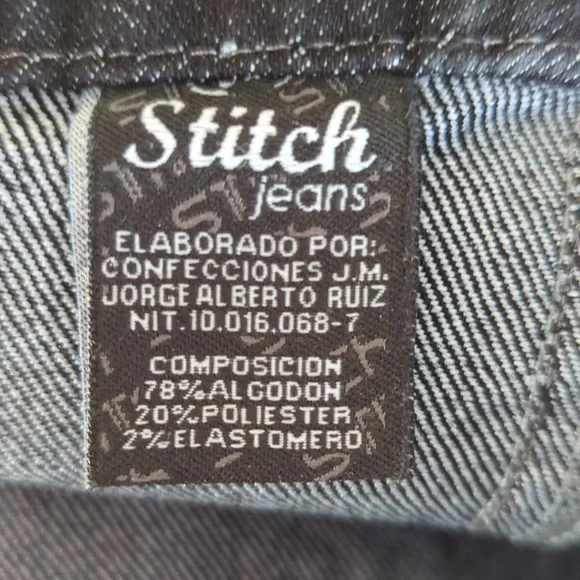 Stitch
jeans
ELABORADO POR:
CONFECCIONES J.M.
JORGE ALBERTO RUIZ
NIT.10.016.068-7
COMPOSICION
78%ALGODON
20%POLIESTER
2%ELASTOMERO